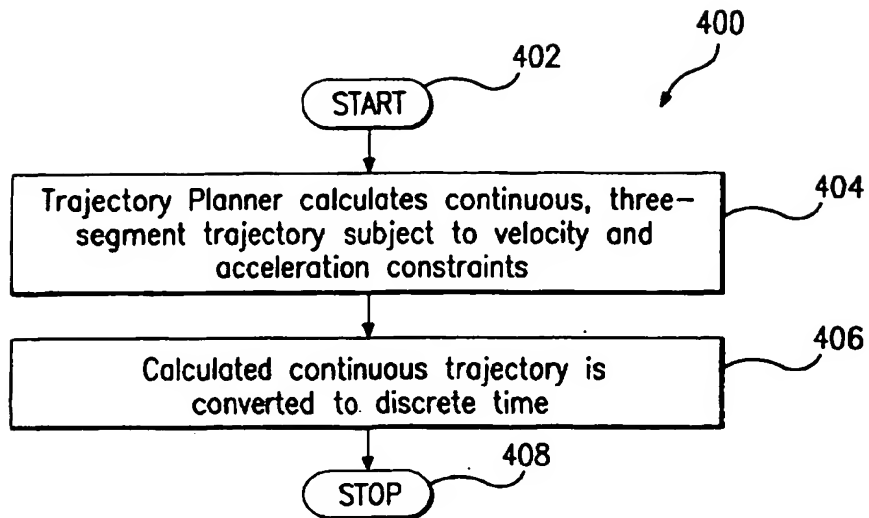 400
402
START
Trajectory Planner calculates continuous, three-
segment trajectory subject to velocity and
acceleration constraints
404
Calculated continuous trajectory is
converted to discrete time
406
408
STOP